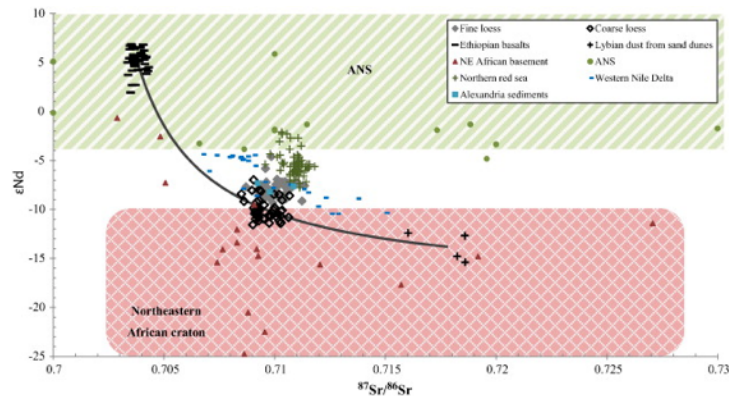 10
5
0
-5
-10
-15
-20
-25
εNd
ANS
Fine loess
Coarse loess
Ethiopian basalts
Lybian dust from sand dunes
NE African basement
ANS
Northern red sea
Western Nile Delta
Alexandria sediments
Northeastern
African craton
0.7
0.705
0.71
0.715
0.72
0.725
0.73
⁸⁷Sr/⁸⁶Sr